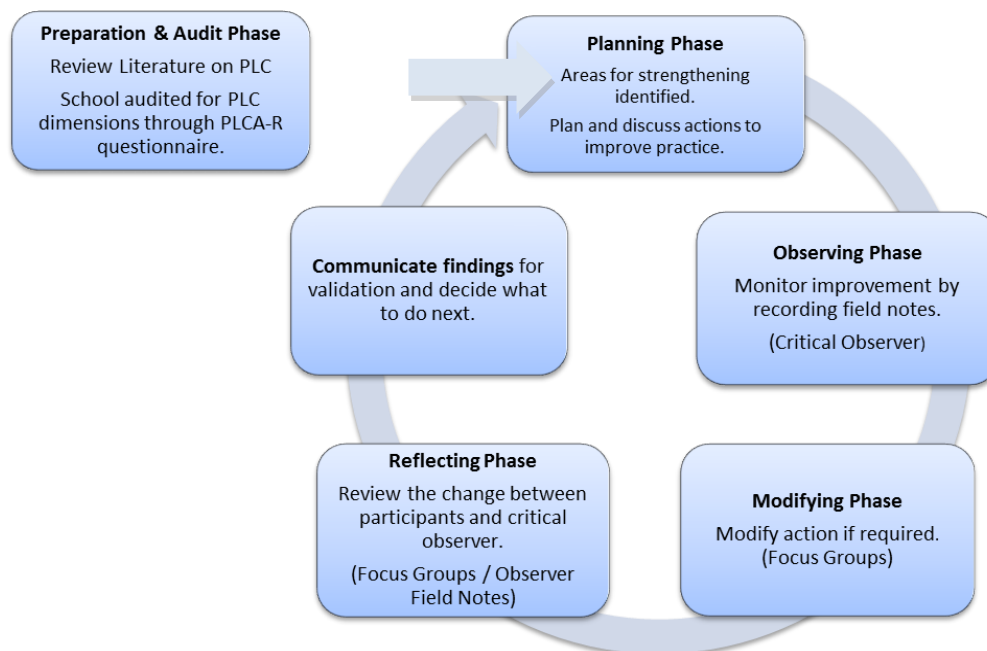 Preparation & Audit Phase
Review Literature on PLC
School audited for PLC
dimensions through PLCA-R
questionnaire.
Planning Phase
Areas for strengthening
identified.
Plan and discuss actions to
improve practice.
Observing Phase
Monitor improvement by
recording field notes.
(Critical Observer)
Modifying Phase
Modify action if required.
(Focus Groups)
Reflecting Phase
Review the change between
participants and critical
observer.
(Focus Groups / Observer
Field Notes)
Communicate findings for
validation and decide what
to do next.